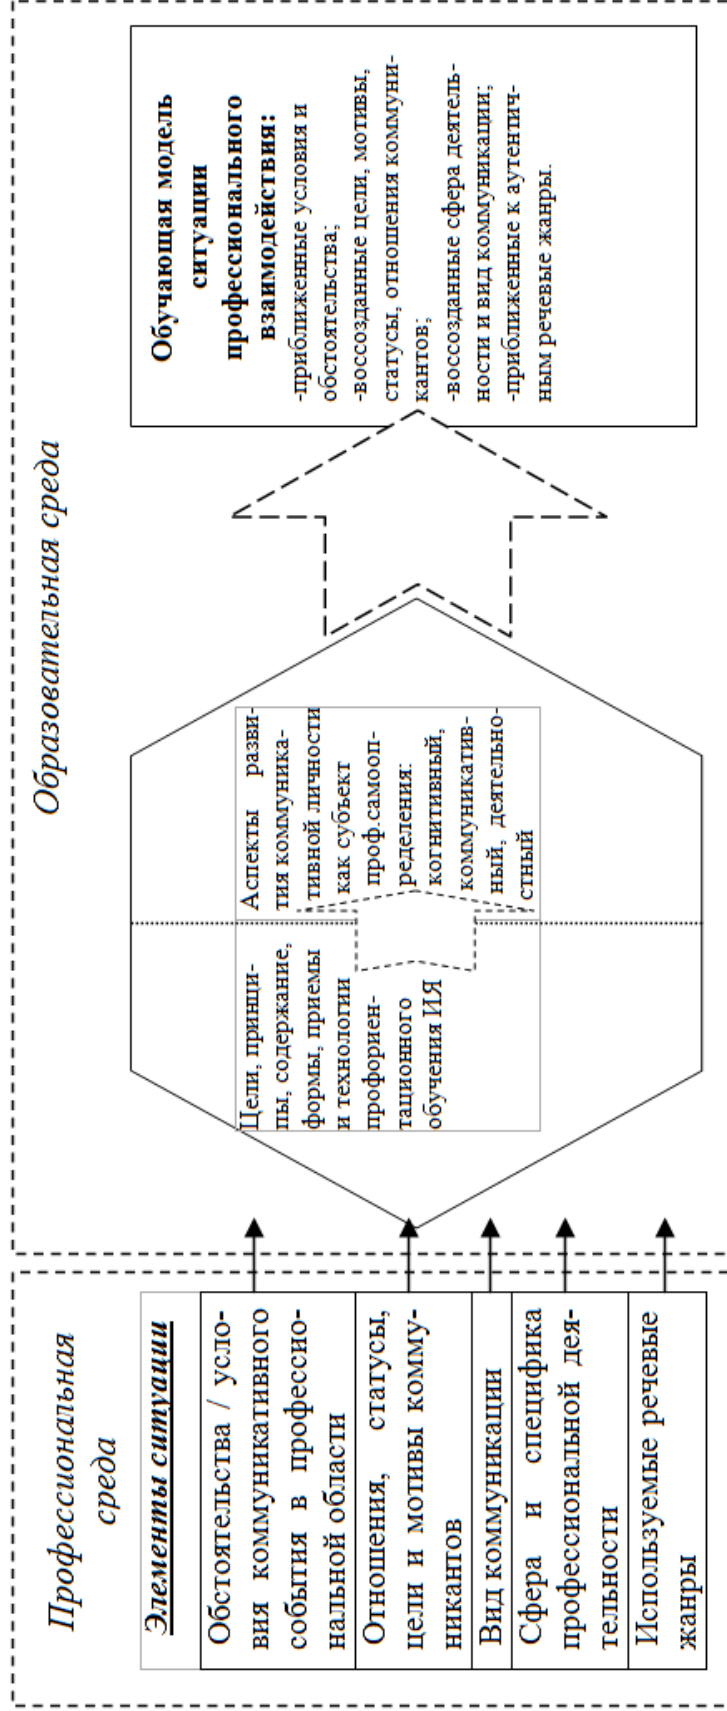 Профессиональная
среда
Элементы ситуации
Обстоятельства / усло-
вия коммуникативного
события в профессио-
нальной области
Отношения, статусы,
цели и мотивы комму-
никантов
Вид коммуникации
Сфера и специфика
профессиональной дея-
тельности
Используемые речевые
жанры
Образовательная среда
Цели, принци-
пы, содержание,
формы, приемы
и технологии
профориен-
тационного
обучения ИЯ
Аспекты разви-
тия коммуника-
тивной личности
как субъект
проф.самооп-
ределения:
когнитивный,
коммуникатив-
ный, деятельно-
стный
Обучающая модель
ситуации
профессионального
взаимодействия:
-приближенные условия и
обстоятельства;
-воссозданные цели, мотивы,
статусы, отношения коммуни-
кантов;
-воссозданные сфера деятель-
ности и вид коммуникации;
-приближенные к аутентич-
ным речевые жанры.